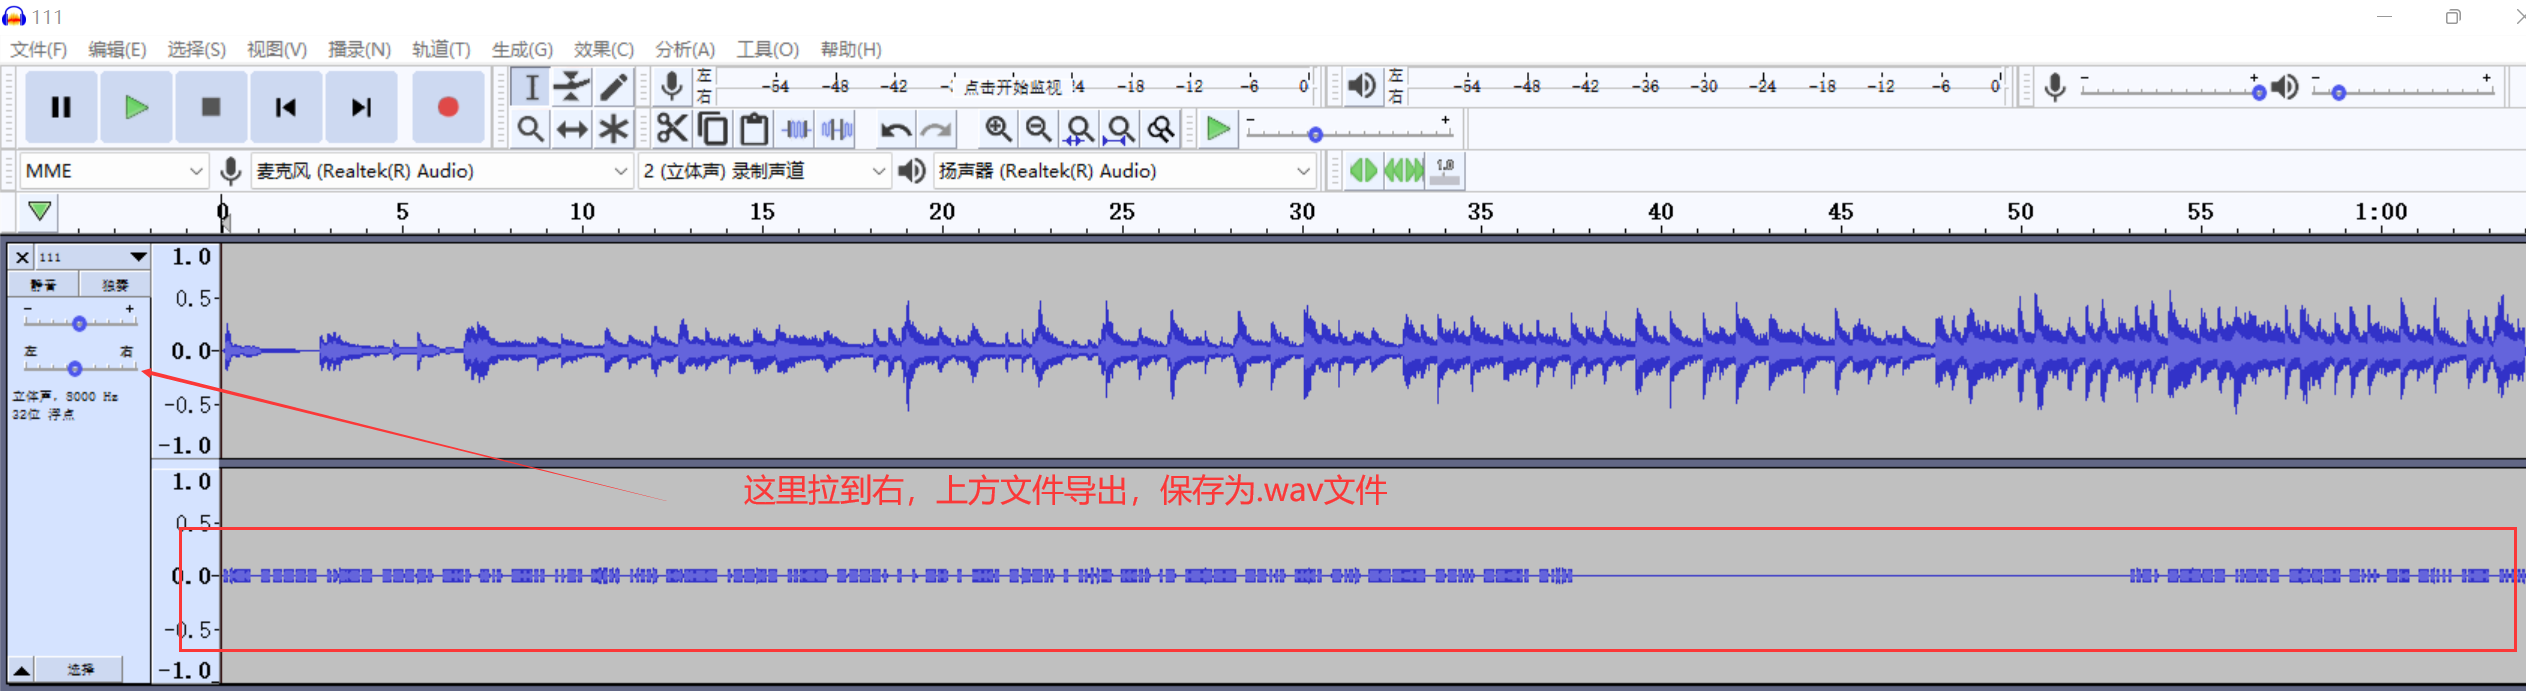 111
文件(F) 编辑(E) 选择(S) 视图(V) 播录(N) 轨道(T) 生成(G) 效果(C) 分析(A) 工具(O) 帮助(H)
左 -54 -48 -42 点击开始监视 -18 -12 -6 0 左 -54 -48 -42 -36 -30 -24 -18 -12 -6 0 - + - +
右 右
- +
MME 麦克风 (Realtek(R) Audio) 2 (立体声) 录制声道 扬声器 (Realtek(R) Audio) 1.0
0 5 10 15 20 25 30 35 40 45 50 55 1:00
111 1.0
静音 独奏
0.5
- +
左 右 0.0
立体声, 8000 Hz
-0.5
32位 浮点
-1.0
1.0
这里拉到右，上方文件导出，保存为.wav文件
0.5
0.0
-0.5
选择 -1.0